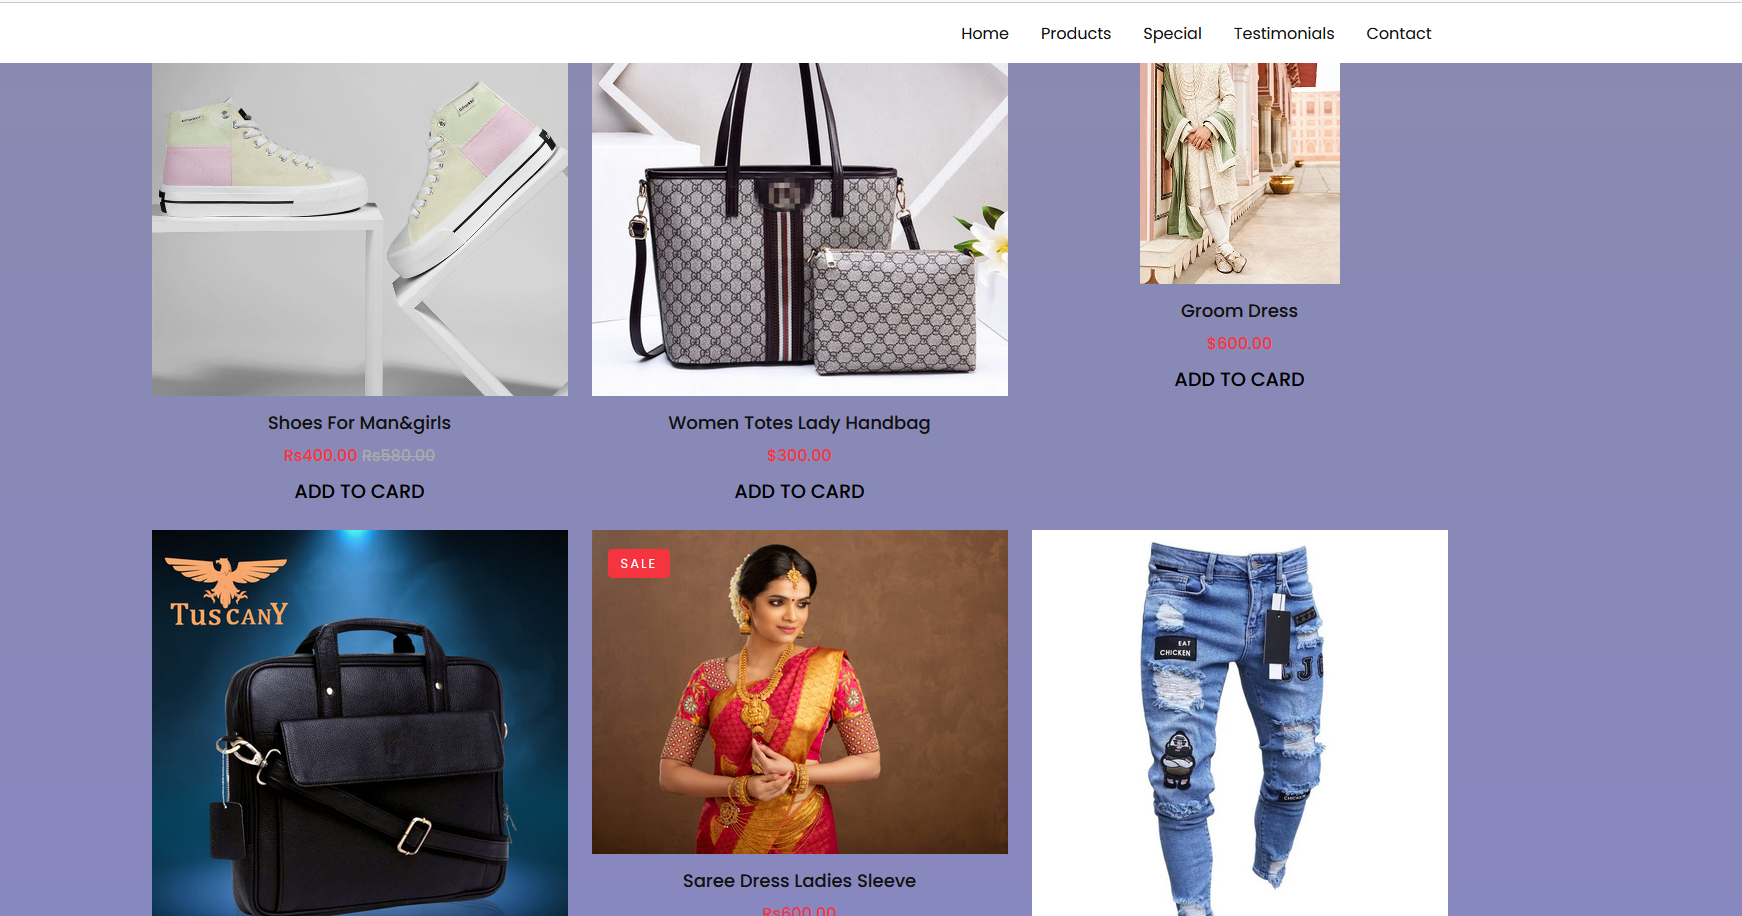 Home Products Special Testimonials Contact
Shoes For Man&girls
Rs400.00 Rs580.00
ADD TO CARD
Women Totes Lady Handbag
$300.00
ADD TO CARD
Groom Dress
$600.00
ADD TO CARD
TUSCANY
SALE
Saree Dress Ladies Sleeve
Rs600.00
EAT
CHICKEN
CHICKEN